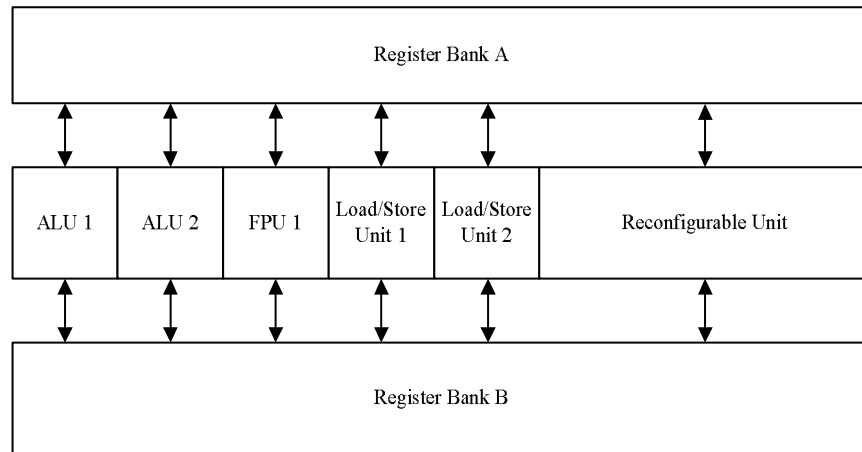 Register Bank A
ALU 1
ALU 2
FPU 1
Load/Store
Unit 1
Load/Store
Unit 2
Reconfigurable Unit
Register Bank B